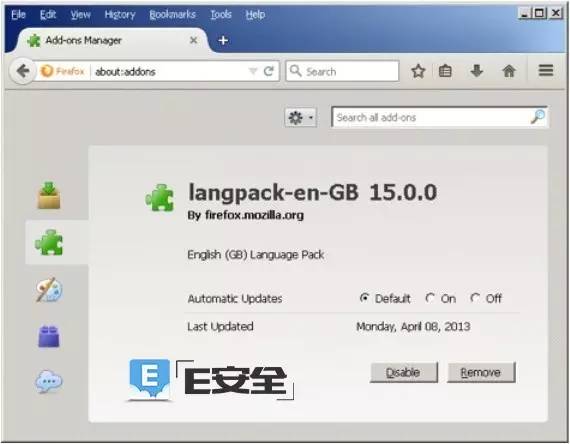 File Edit View History Bookmarks Tools Help
Add-ons Manager
Firefox about:addons Search
Search all add-ons
langpack-en-GB 15.0.0
By firefox.mozilla.org
English (GB) Language Pack
Automatic Updates Default On Off
Last Updated Monday, April 08, 2013
E E安全 Disable Remove